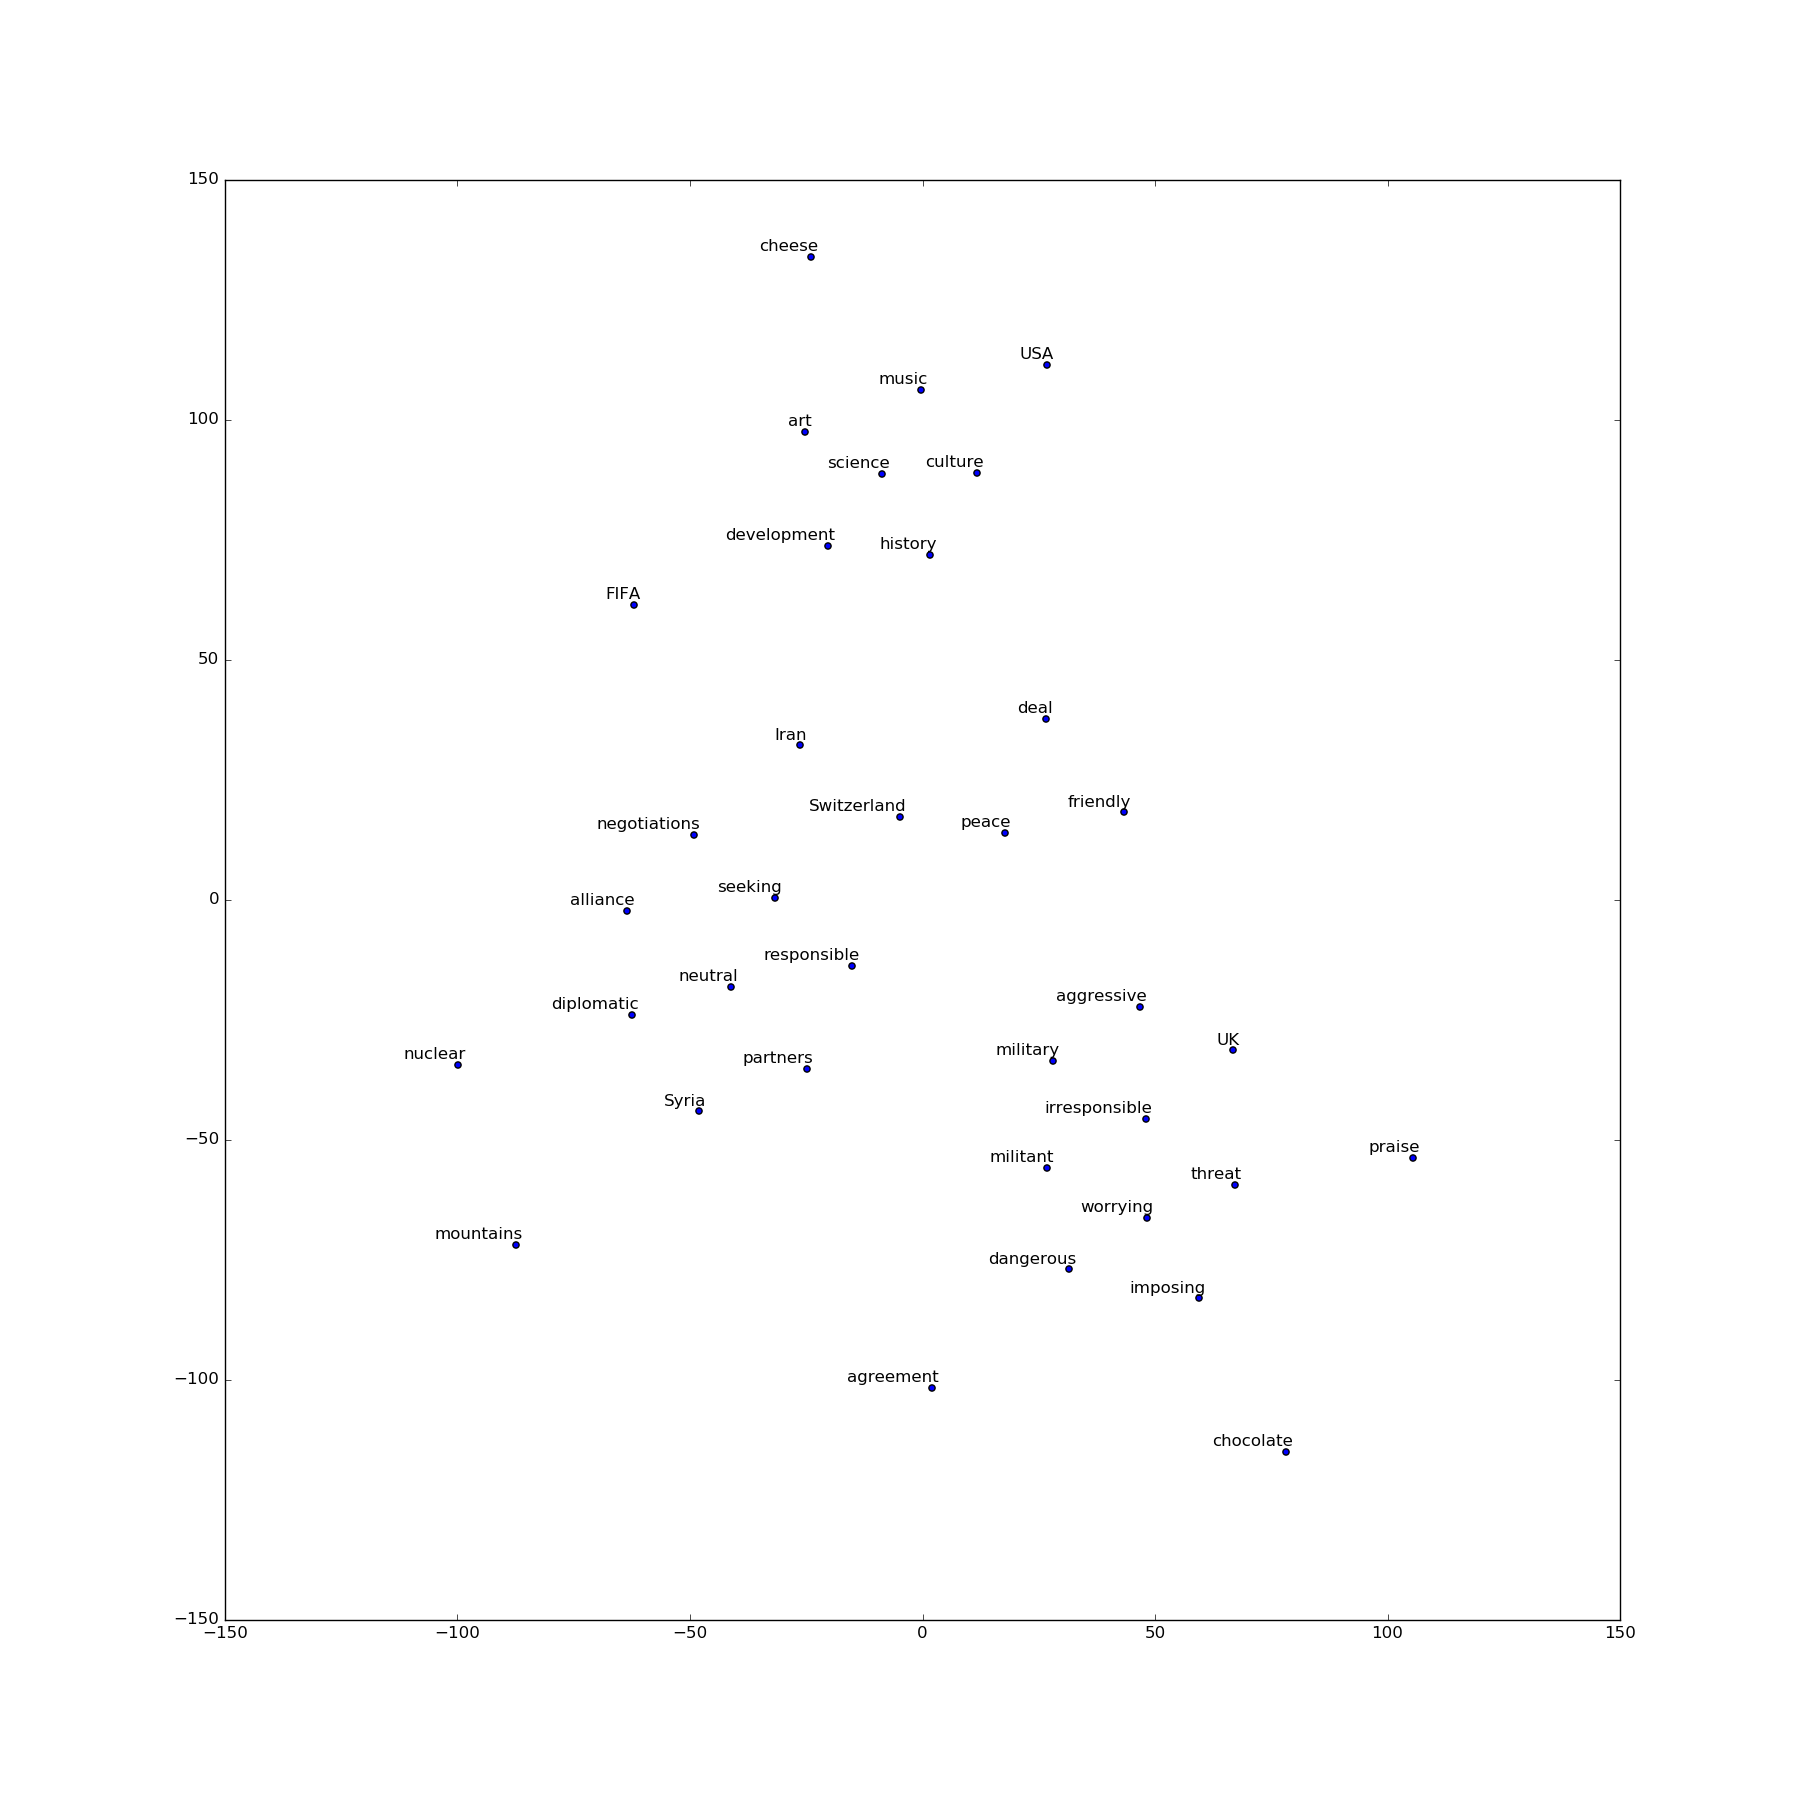 150
cheese
USA
music
100
art
science
culture
development
history
FIFA
50
deal
Iran
Switzerland
friendly
negotiations
peace
seeking
0
alliance
responsible
neutral
aggressive
diplomatic
UK
military
nuclear
partners
Syria
irresponsible
−50
praise
militant
threat
worrying
mountains
dangerous
imposing
−100
agreement
chocolate
−150
−150 −100 −50 0 50 100 150